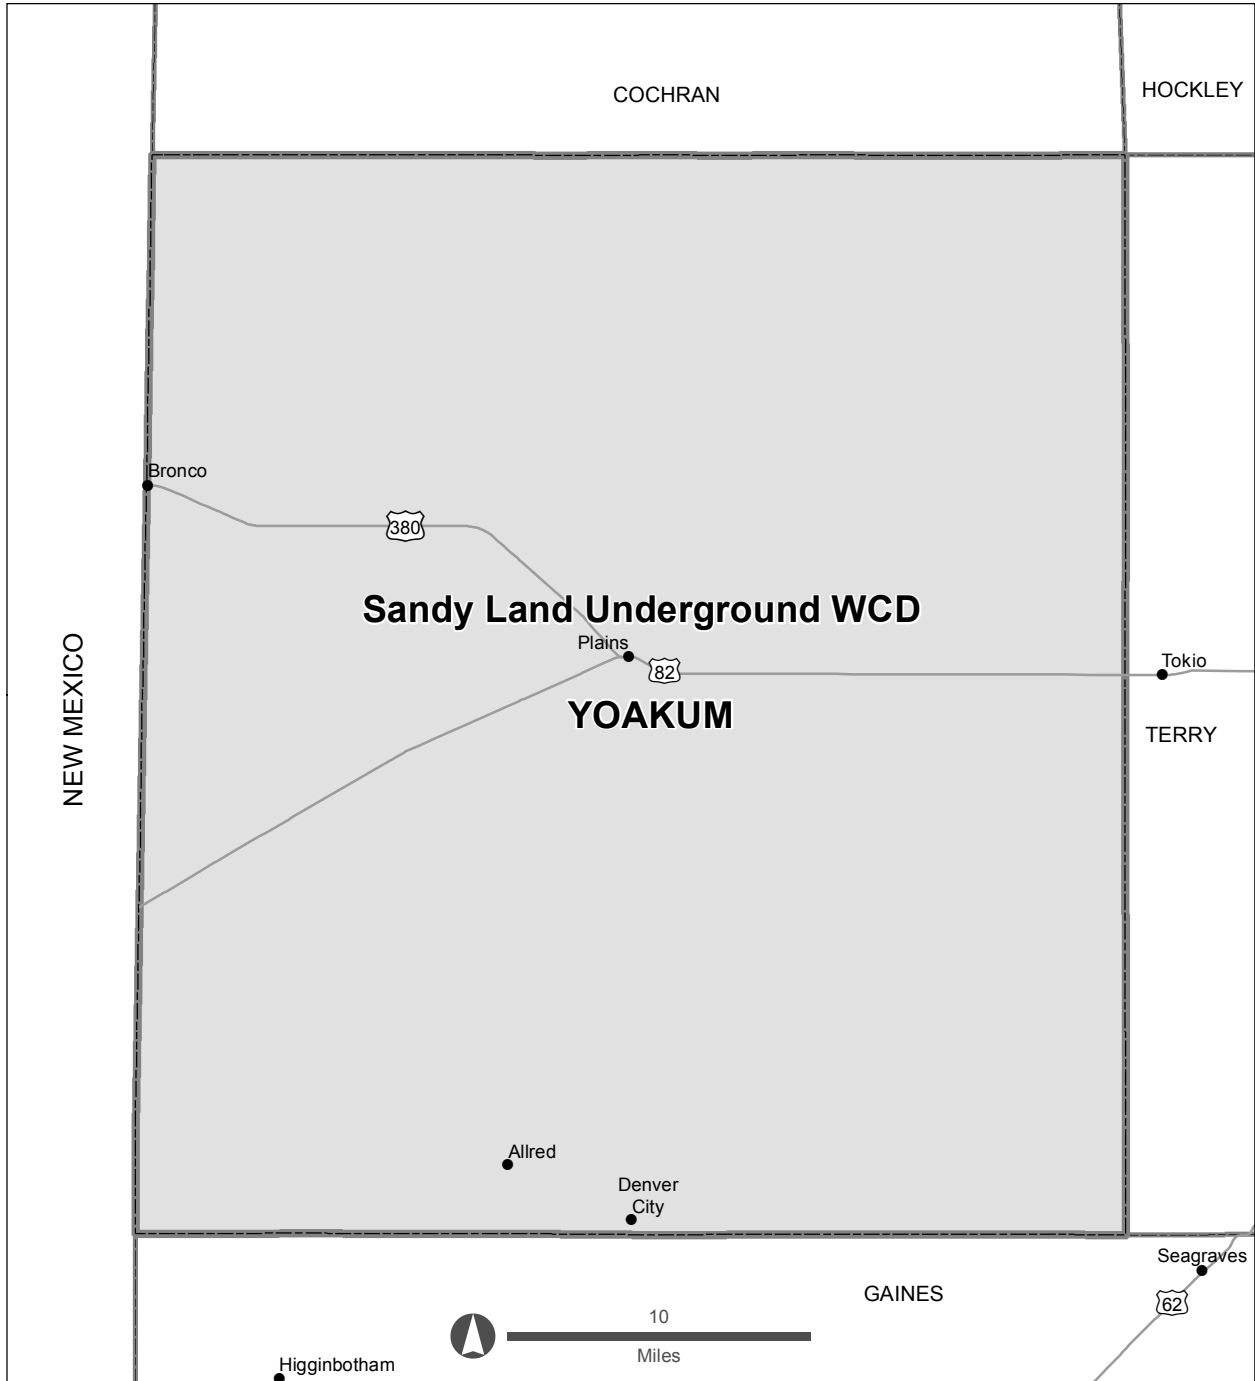 COCHRAN
HOCKLEY
Bronco
380
Sandy Land Underground WCD
Plains
82
Tokio
NEW MEXICO
YOAKUM
TERRY
Allred
Denver
City
Seagraves
GAINES
62
10
Miles
Higginbotham